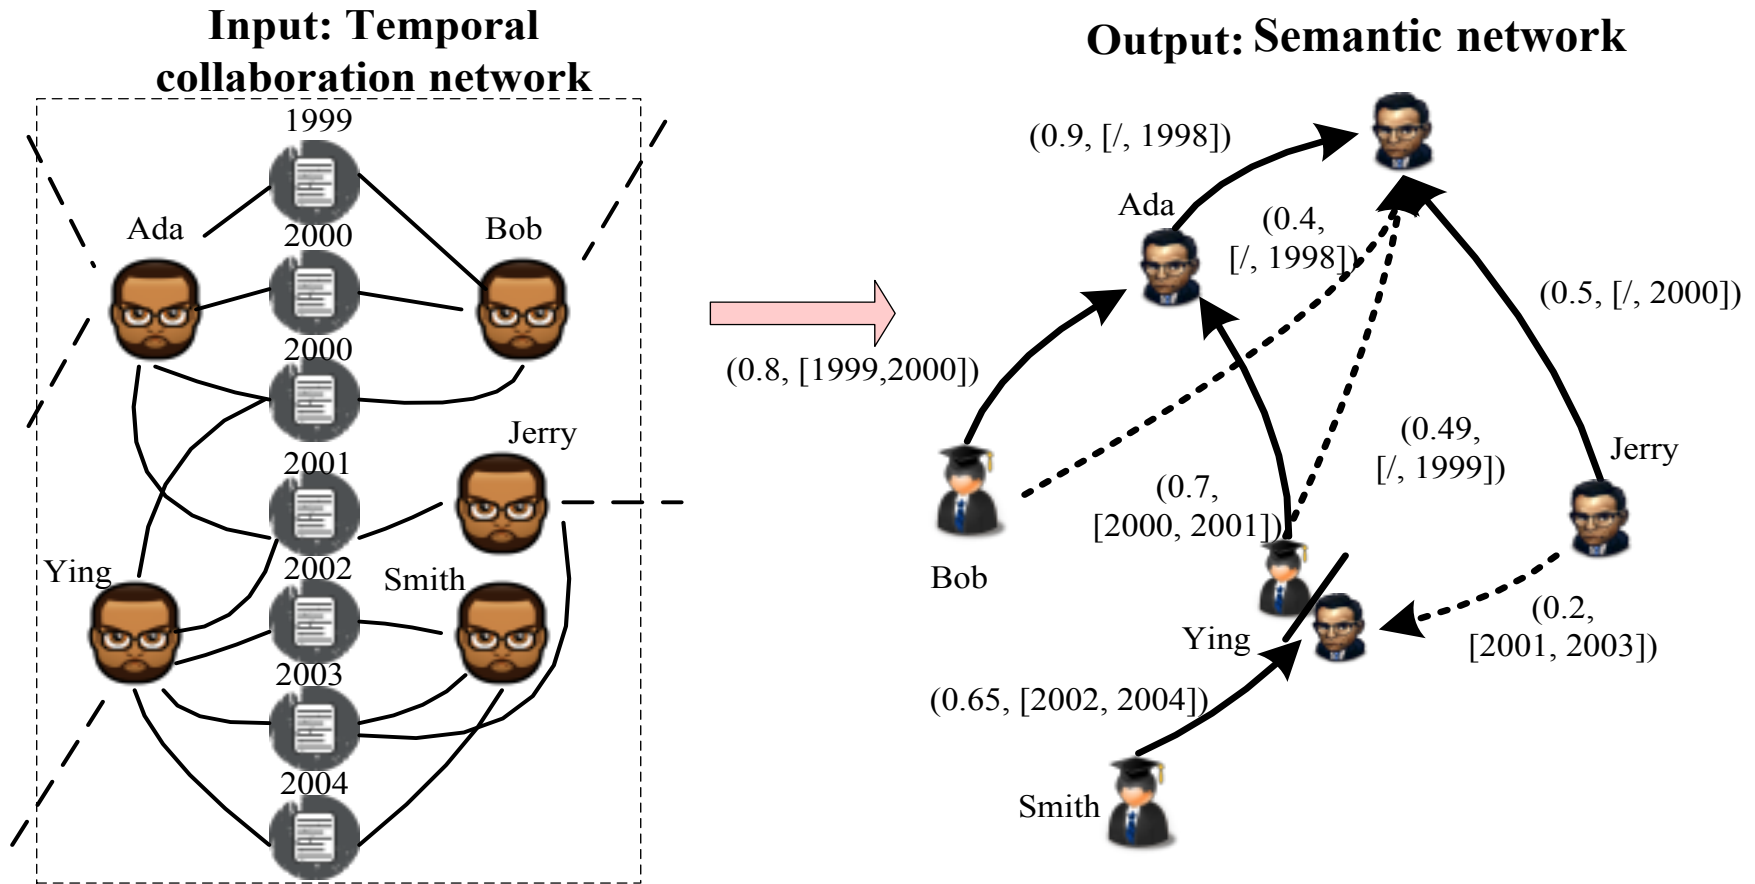 Input: Temporal
collaboration network
1999
Ada
Bob
2000
2000
Jerry
2001
Ying
2002
Smith
2003
2004
Output: Semantic network
(0.9, [/, 1998])
Ada
(0.4,
[/, 1998])
(0.5, [/, 2000])
(0.8, [1999,2000])
(0.49,
[/, 1999])
Jerry
(0.7,
[2000, 2001])
Bob
Ying
(0.2,
[2001, 2003])
(0.65, [2002, 2004])
Smith